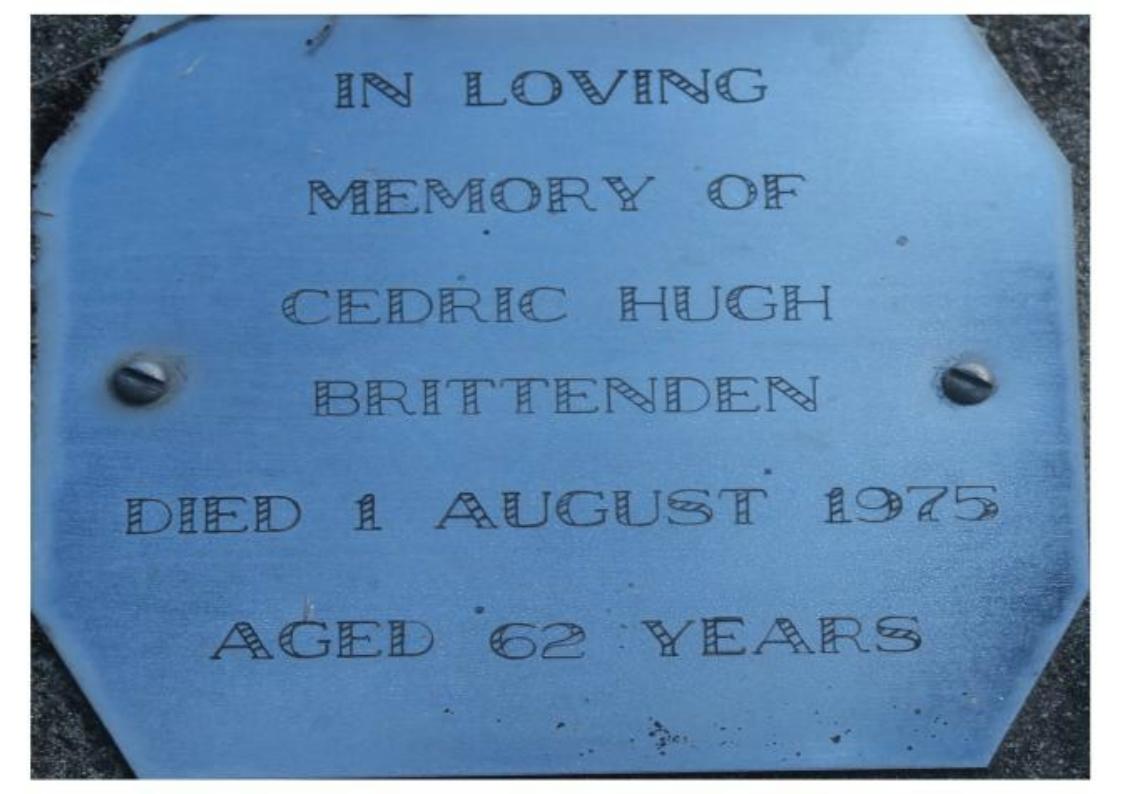 IN LOVING
MEMORY OF
CEDRIC HUGH
BRITTENDEN
DIED 1 AUGUST 1975
AGED 62 YEARS